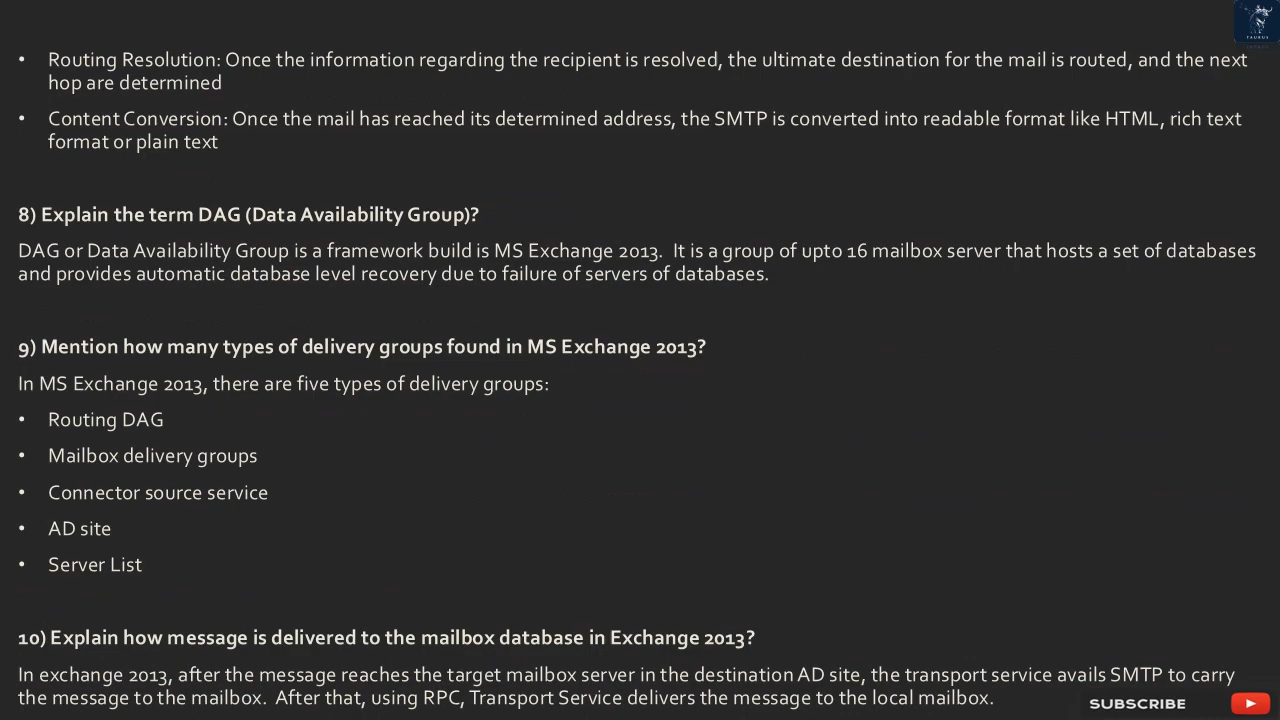 • Routing Resolution: Once the information regarding the recipient is resolved, the ultimate destination for the mail is routed, and the next
hop are determined
• Content Conversion: Once the mail has reached its determined address, the SMTP is converted into readable format like HTML, rich text
format or plain text
8) Explain the term DAG (Data Availability Group)?
DAG or Data Availability Group is a framework build is MS Exchange 2013.  It is a group of upto 16 mailbox server that hosts a set of databases
and provides automatic database level recovery due to failure of servers of databases.
9) Mention how many types of delivery groups found in MS Exchange 2013?
In MS Exchange 2013, there are five types of delivery groups:
• Routing DAG
• Mailbox delivery groups
• Connector source service
• AD site
• Server List
10) Explain how message is delivered to the mailbox database in Exchange 2013?
In exchange 2013, after the message reaches the target mailbox server in the destination AD site, the transport service avails SMTP to carry
the message to the mailbox.  After that, using RPC, Transport Service delivers the message to the local mailbox.
SUBSCRIBE
TAURUS